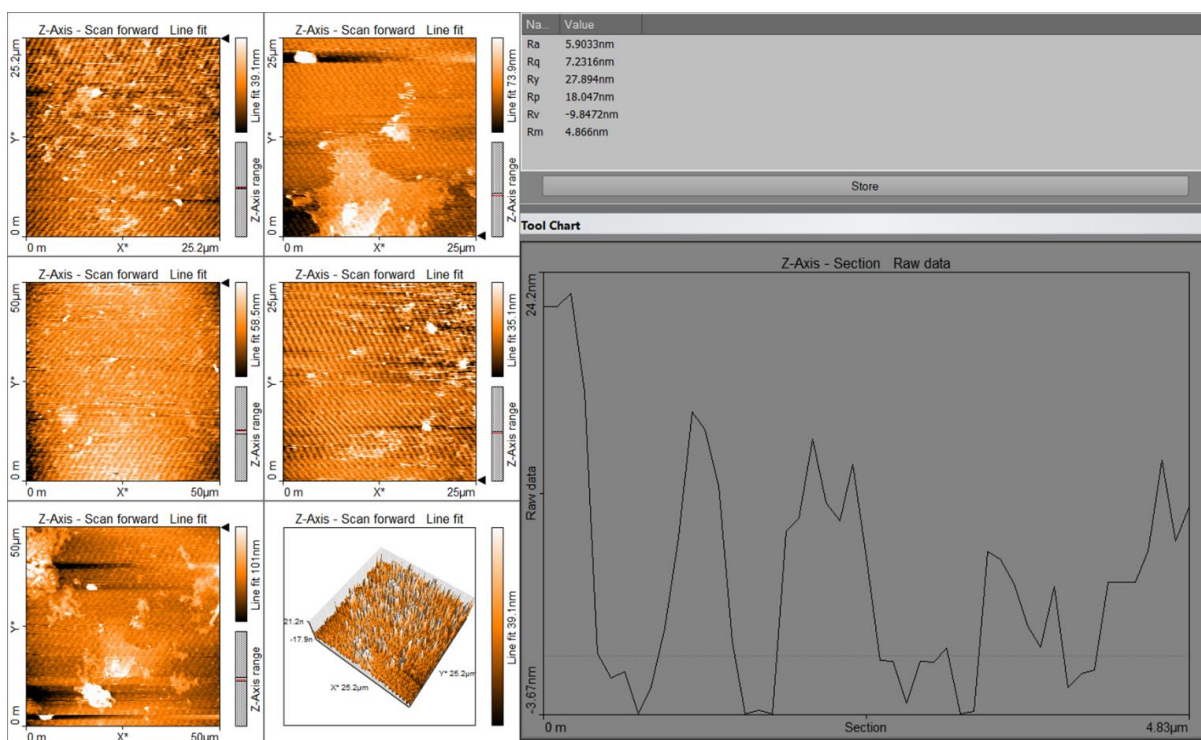 Z-Axis - Scan forward Line fit
25.2µm
Y*
0 m
0 m X* 25.2µm
Line fit 39.1nm
Z-Axis range
Z-Axis - Scan forward Line fit
25µm
Y*
0 m
0 m X* 25µm
Line fit 73.9nm
Z-Axis range
Z-Axis - Scan forward Line fit
50µm
Y*
0 m
0 m X* 50µm
Line fit 58.5nm
Z-Axis range
Z-Axis - Scan forward Line fit
25µm
Y*
0 m
0 m X* 25µm
Line fit 35.1nm
Z-Axis range
Z-Axis - Scan forward Line fit
50µm
Y*
0 m
0 m X* 50µm
Line fit 101nm
Z-Axis range
Z-Axis - Scan forward Line fit
21.2n
-17.9n
X* 25.2µm
Y* 25.2µm
Line fit 39.1nm
Na... Value
Ra 5.9033nm
Rq 7.2316nm
Ry 27.894nm
Rp 18.047nm
Rv -9.8472nm
Rm 4.866nm
Store
Tool Chart
Z-Axis - Section Raw data
24.2nm
Raw data
-3.67nm
0 m Section 4.83µm